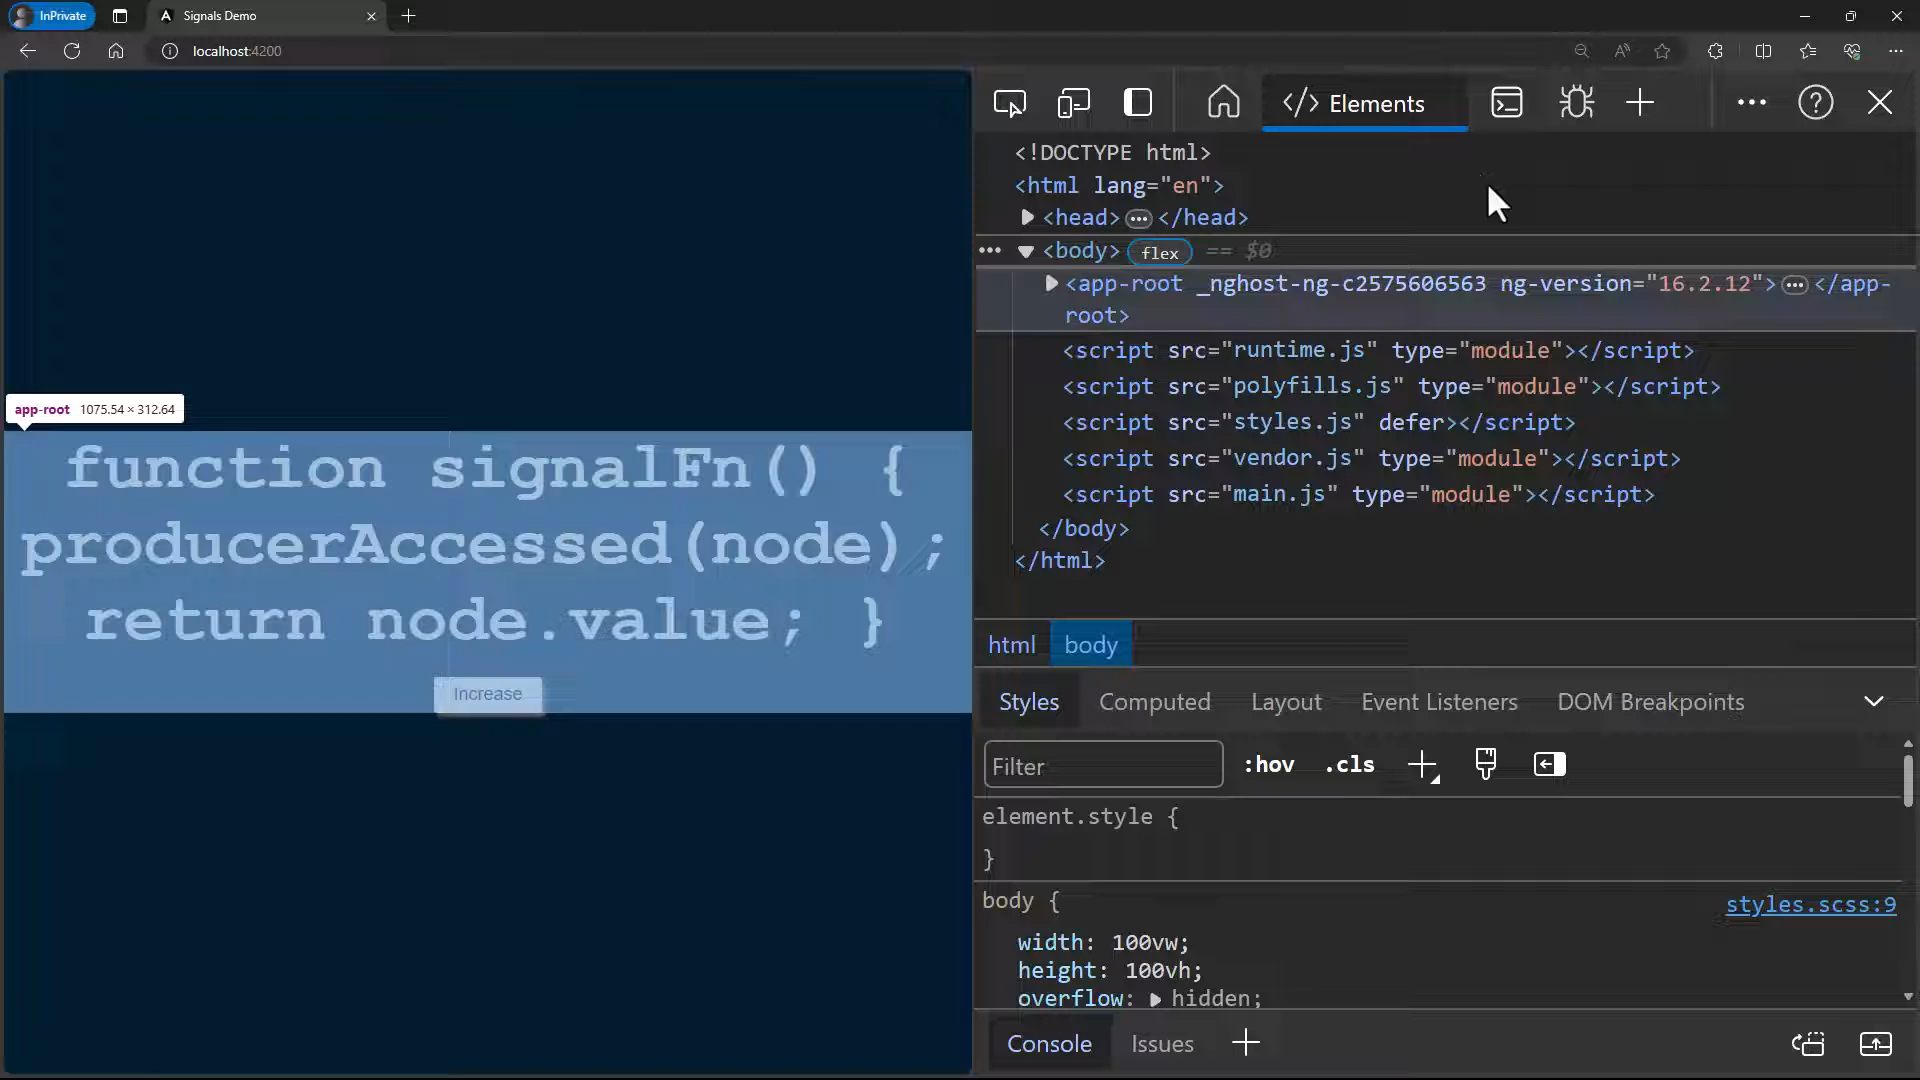 InPrivate
Signals Demo
localhost:4200
Elements
<!DOCTYPE html>
<html lang="en">
<head> ••• </head>
••• <body> flex == $0
<app-root _nghost-ng-c2575606563 ng-version="16.2.12"> ••• </app-
root>
<script src="runtime.js" type="module"></script>
<script src="polyfills.js" type="module"></script>
<script src="styles.js" defer></script>
<script src="vendor.js" type="module"></script>
<script src="main.js" type="module"></script>
</body>
</html>
app-root 1075.54 × 312.64
function signalFn() {
producerAccessed(node);
return node.value; }
Increase
html body
Styles Computed Layout Event Listeners DOM Breakpoints
Filter :hov .cls
element.style {
}
body { styles.scss:9
width: 100vw;
height: 100vh;
overflow: hidden;
Console Issues